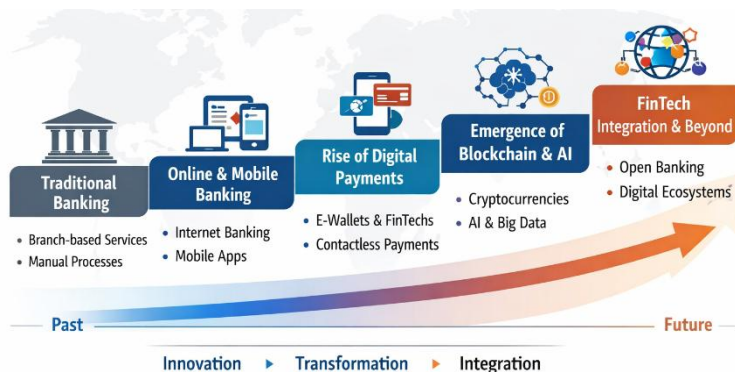 Traditional
Banking
• Branch-based Services
• Manual Processes
Online & Mobile
Banking
• Internet Banking
• Mobile Apps
Rise of Digital
Payments
• E-Wallets & FinTechs
• Contactless Payments
Emergence of
Blockchain & AI
• Cryptocurrencies
• AI & Big Data
FinTech
Integration & Beyond
• Open Banking
• Digital Ecosystems
Past
Future
Innovation ▸ Transformation ▸ Integration